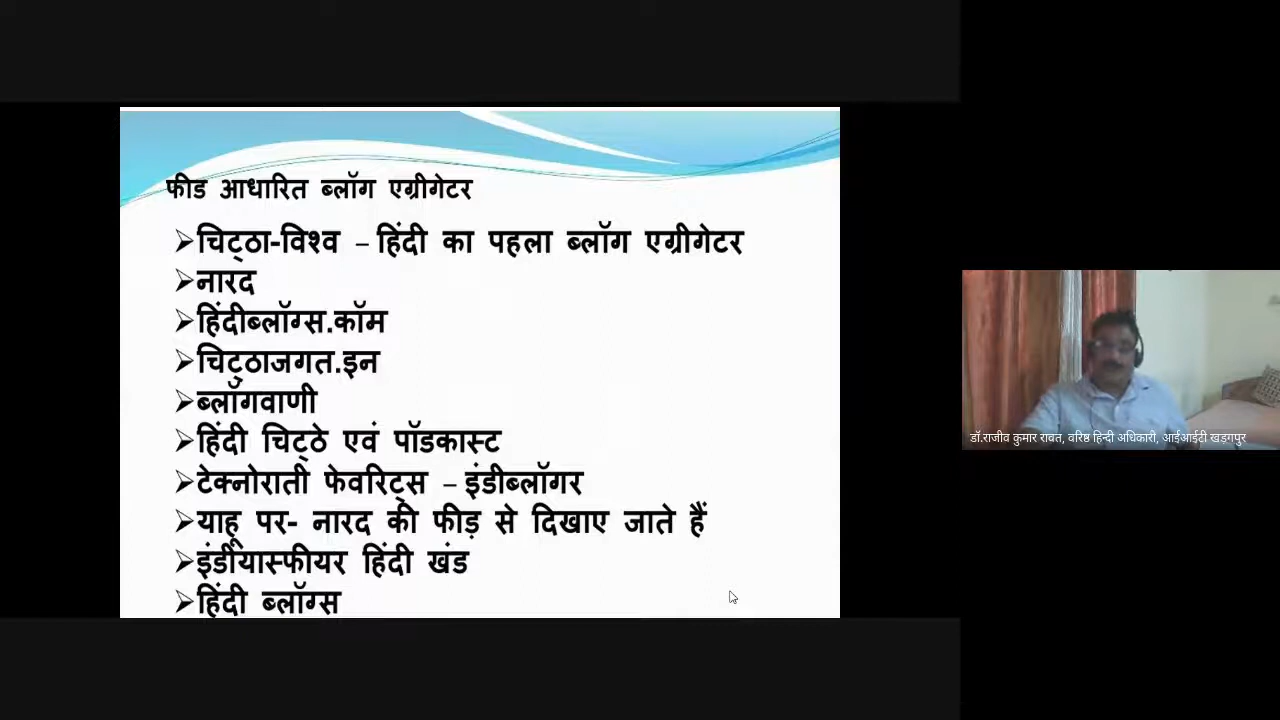 फीड आधारित ब्लॉग एग्रीगेटर
➢चिट्ठा-विश्व – हिंदी का पहला ब्लॉग एग्रीगेटर
➢नारद
➢हिंदीब्लॉग्स.कॉम
➢चिट्ठाजगत.इन
➢ब्लॉगवाणी
➢हिंदी चिट्ठे एवं पॉडकास्ट
➢टेक्नोराती फेवरिट्स – इंडीब्लॉगर
➢याहू पर- नारद की फीड़ से दिखाए जाते हैं
➢इंडीयास्फीयर हिंदी खंड
➢हिंदी ब्लॉग्स
डॉ.राजीव कुमार रावत, वरिष्ठ हिन्दी अधिकारी, आईआईटी खड़गपुर